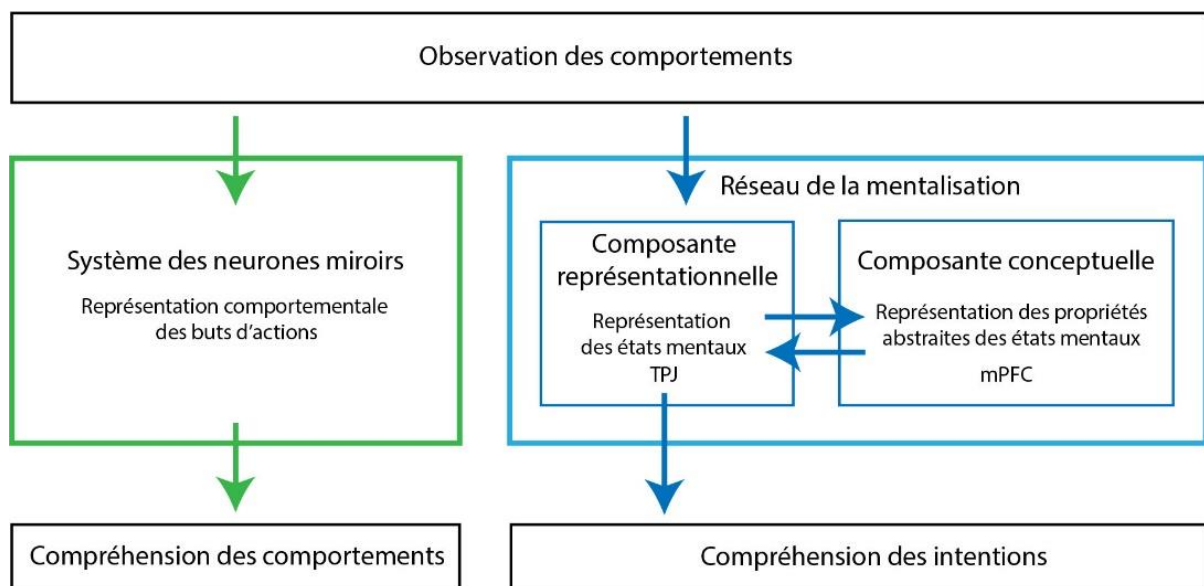 Observation des comportements
Système des neurones miroirs
Représentation comportementale
des buts d'actions
Réseau de la mentalisation
Composante
représentationnelle
Représentation
des états mentaux
TPJ
Composante conceptuelle
Représentation des propriétés
abstraites des états mentaux
mPFC
Compréhension des comportements
Compréhension des intentions